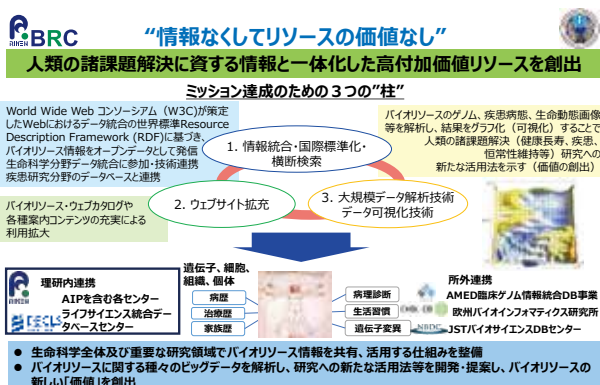 RIKEN BRC
“情報なくしてリソースの価値なし”
人類の諸課題解決に資する情報と一体化した高付加価値リソースを創出
ミッション達成のための３つの”柱”
World Wide Web コンソーシアム（W3C)が策定
したWebにおけるデータ統合の世界標準Resource
Description Framework (RDF)に基づき、
バイオリソース情報をオープンデータとして発信
生命科学分野データ統合に参加・技術連携
疾患研究分野のデータベースと連携
バイオリソースのゲノム、疾患病態、生命動態画像
等を解析し、結果をグラフ化（可視化）することで
人類の諸課題解決（健康長寿、疾患、
恒常性維持等）研究への
新たな活用法を示す（価値の創出）
1. 情報統合・国際標準化・
横断検索
2. ウェブサイト拡充
3. 大規模データ解析技術
データ可視化技術
バイオリソース・ウェブカタログや
各種案内コンテンツの充実による
利用拡大
理研内連携
AIPを含む各センター
ライフサイエンス統合デー
タベースセンター
RIKEN
遺伝子、細胞、
組織、個体
病歴
治療歴
家族歴
病理診断
生活習慣
遺伝子変異
所外連携
AMED臨床ゲノム情報統合DB事業
欧州バイオインフォマティクス研究所
NBDC
JSTバイオサイエンスDBセンター
● 生命科学全体及び重要な研究領域でバイオリソース情報を共有、活用する仕組みを整備
● バイオリソースに関する種々のビッグデータを解析し、研究への新たな活用法等を開発・提案し、バイオリソースの
新しい「価値」を創出